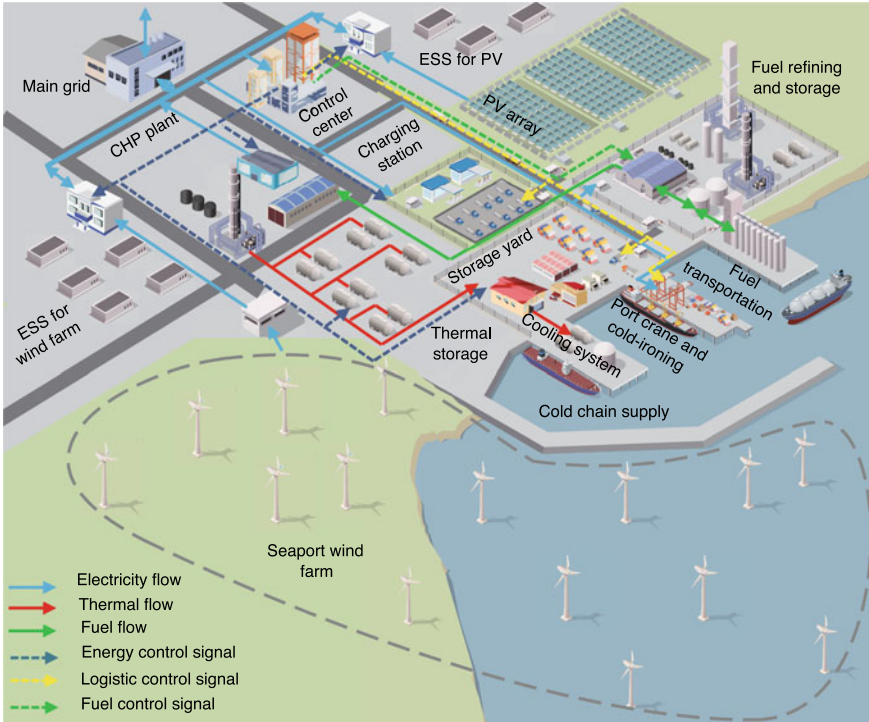 ESS for PV
Main grid
Fuel refining
and storage
Control
center
PV array
CHP plant
Charging
station
Storage yard
Fuel
transportation
ESS for
wind farm
Thermal
storage
Cooling system
Port crane and
cold-ironing
Cold chain supply
Seaport wind
farm
Electricity flow
Thermal flow
Fuel flow
Energy control signal
Logistic control signal
Fuel control signal